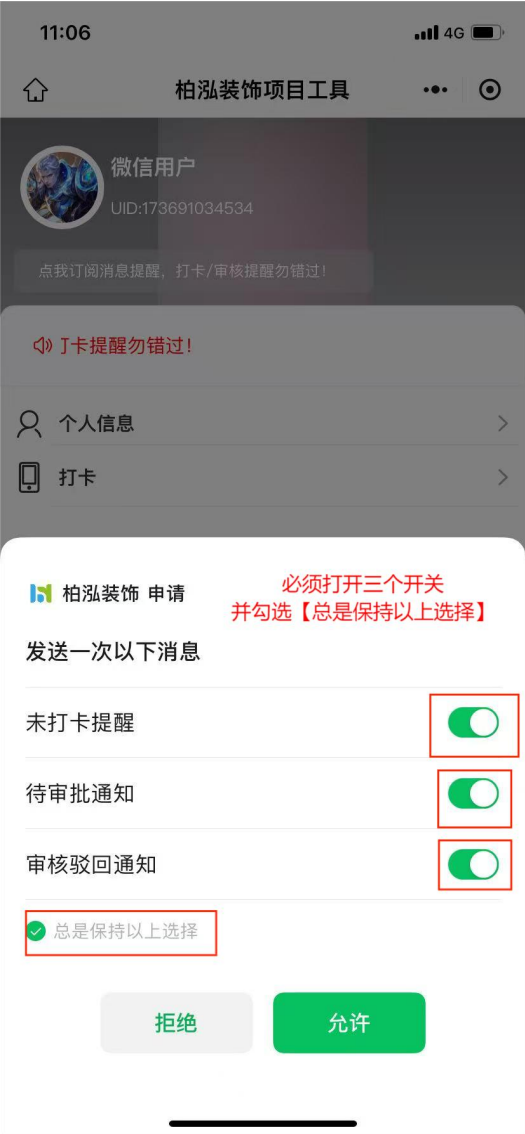 11:06
4G
柏泓装饰项目工具
微信用户
UID:173691034534
点我订阅消息提醒，打卡/审核提醒勿错过！
丁卡提醒勿错过！
个人信息
打卡
柏泓装饰 申请
必须打开三个开关
并勾选【总是保持以上选择】
发送一次以下消息
未打卡提醒
待审批通知
审核驳回通知
总是保持以上选择
拒绝
允许